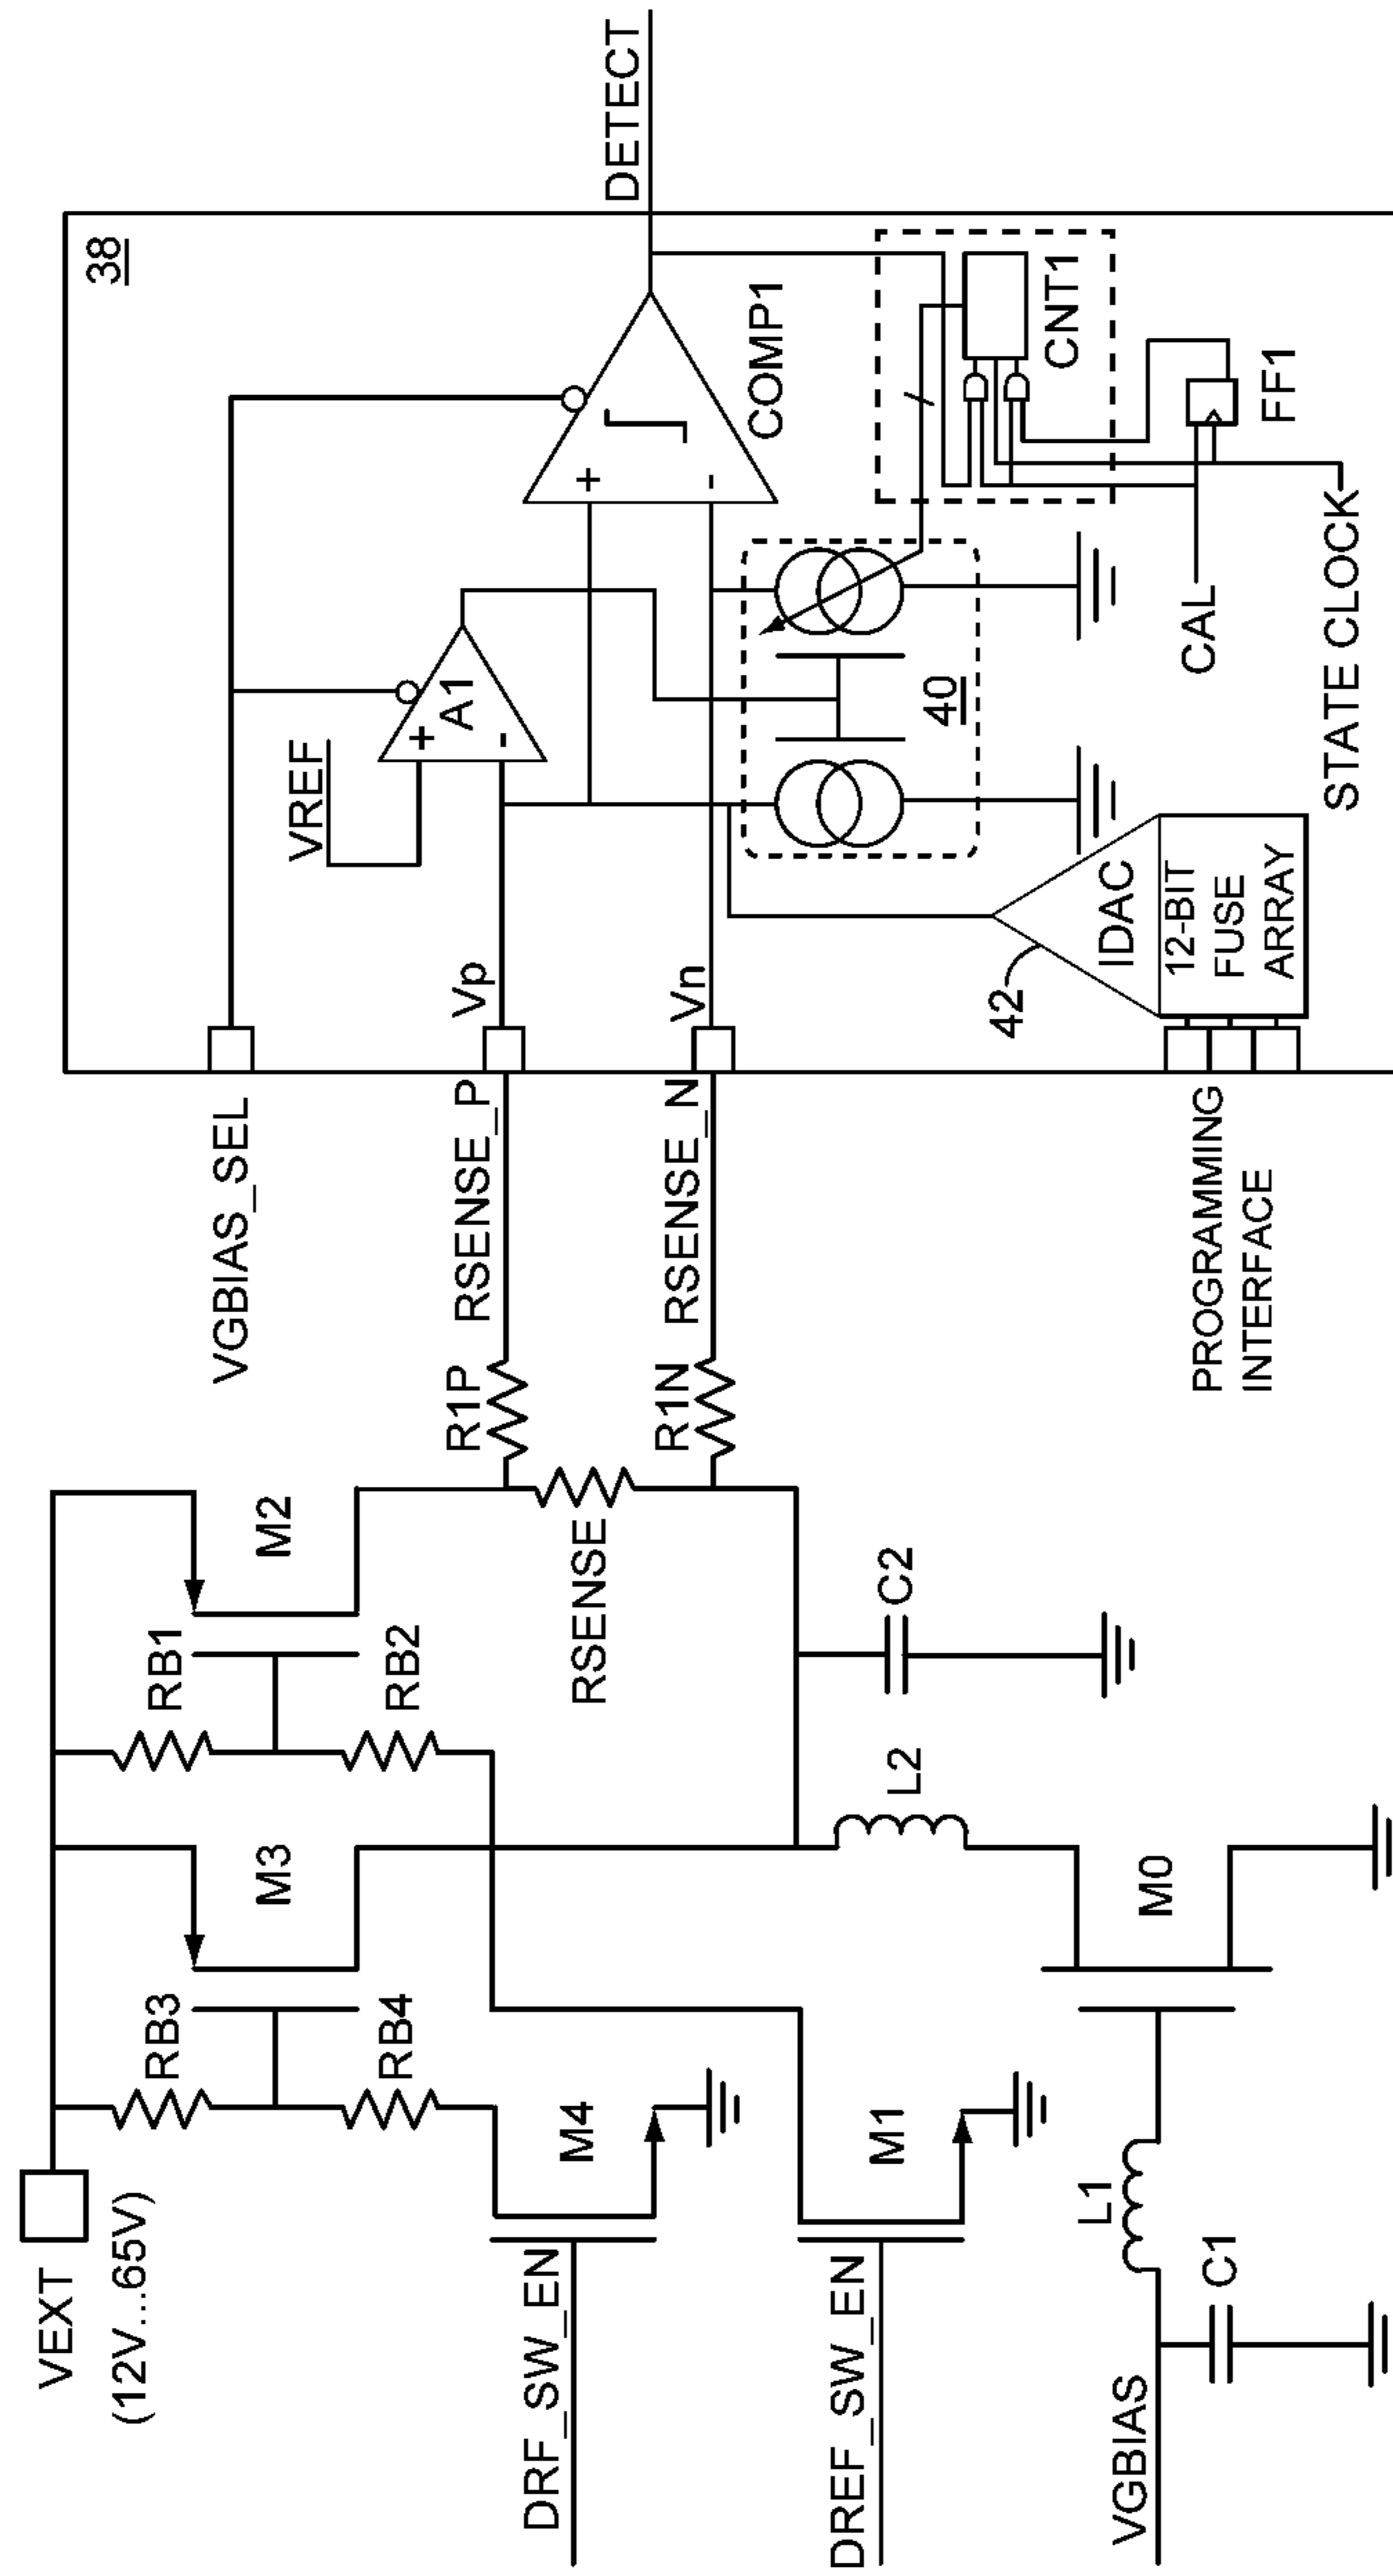 VEXT
(12V...65V)
RB3
M3
RB1
M2
RB4
RB2
DRF_SW_EN
M4
DREF_SW_EN
M1
VGBIAS
C1
L1
M0
L2
C2
RSENSE
R1P
R1N
RSENSE_P
RSENSE_N
VGBIAS_SEL
PROGRAMMING
INTERFACE
38
Vp
Vn
VREF
+
A1
-
+
-
COMP1
DETECT
40
42
IDAC
12-BIT
FUSE
ARRAY
CNT1
FF1
CAL
STATE CLOCK